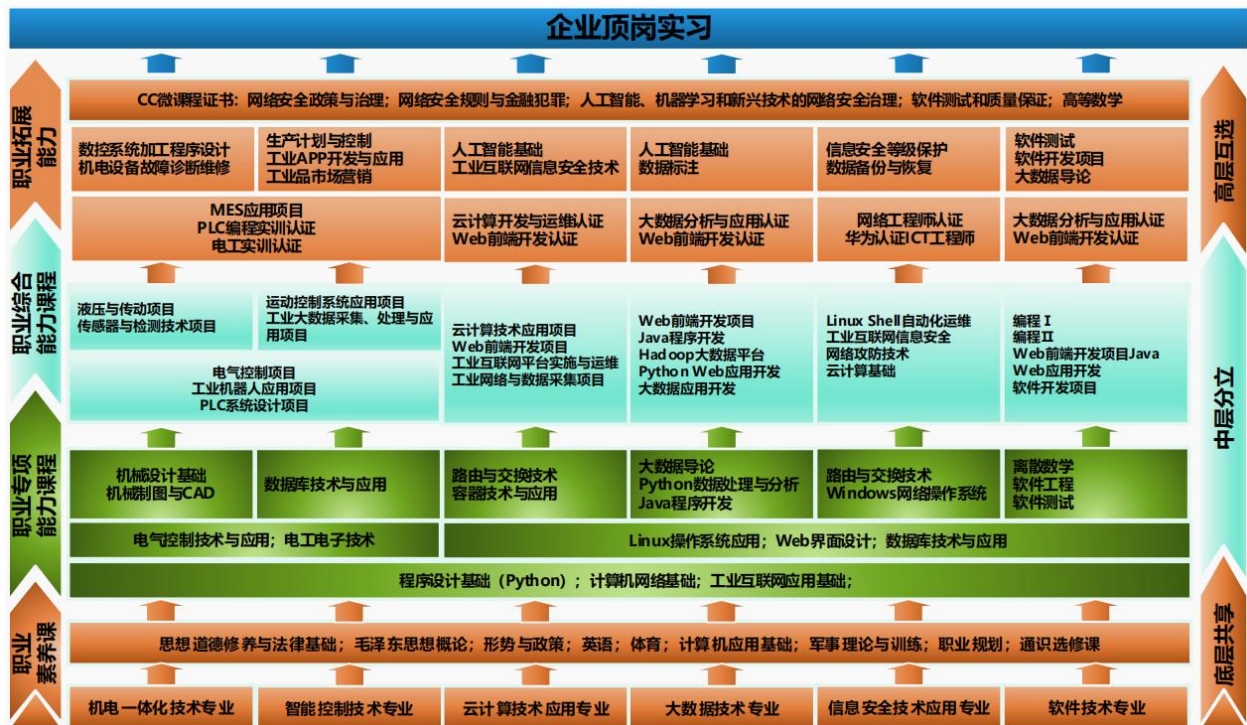 企业顶岗实习
职业拓展
能力
CC微课程证书：网络安全政策与治理；网络安全规则与金融犯罪；人工智能、机器学习和新兴技术的网络安全治理；软件测试和质量保证；高等数学
数控系统加工程序设计
机电设备故障诊断维修
生产计划与控制
工业APP开发与应用
工业品市场营销
人工智能基础
工业互联网信息安全技术
人工智能基础
数据标注
信息安全等级保护
数据备份与恢复
软件测试
软件开发项目
大数据导论
高层互选
MES应用项目
PLC编程实训认证
电工实训认证
云计算开发与运维认证
Web前端开发认证
大数据分析与应用认证
Web前端开发认证
网络工程师认证
华为认证ICT工程师
大数据分析与应用认证
Web前端开发认证
职业综合
能力课程
液压与传动项目
传感器与检测技术项目
运动控制系统应用项目
工业大数据采集、处理与应
用项目
电气控制项目
工业机器人应用项目
PLC系统设计项目
云计算技术应用项目
Web前端开发项目
工业互联网平台实施与运维
工业网络与数据采集项目
Web前端开发项目
Java程序开发
Hadoop大数据平台
Python Web应用开发
大数据应用开发
Linux Shell自动化运维
工业互联网信息安全
网络攻防技术
云计算基础
编程Ⅰ
编程Ⅱ
Web前端开发项目Java
Web应用开发
软件开发项目
中层分立
职业专项
能力课程
机械设计基础
机械制图与CAD
数据库技术与应用
路由与交换技术
容器技术与应用
大数据导论
Python数据处理与分析
Java程序开发
路由与交换技术
Windows网络操作系统
离散数学
软件工程
软件测试
电气控制技术与应用；电工电子技术
Linux操作系统应用；Web界面设计；数据库技术与应用
程序设计基础（Python）；计算机网络基础；工业互联网应用基础；
职业
素养课
思想道德修养与法律基础；毛泽东思想概论；形势与政策；英语；体育；计算机应用基础；军事理论与训练；职业规划；通识选修课
底层共享
机电一体化技术专业
智能控制技术专业
云计算技术应用专业
大数据技术专业
信息安全技术应用专业
软件技术专业